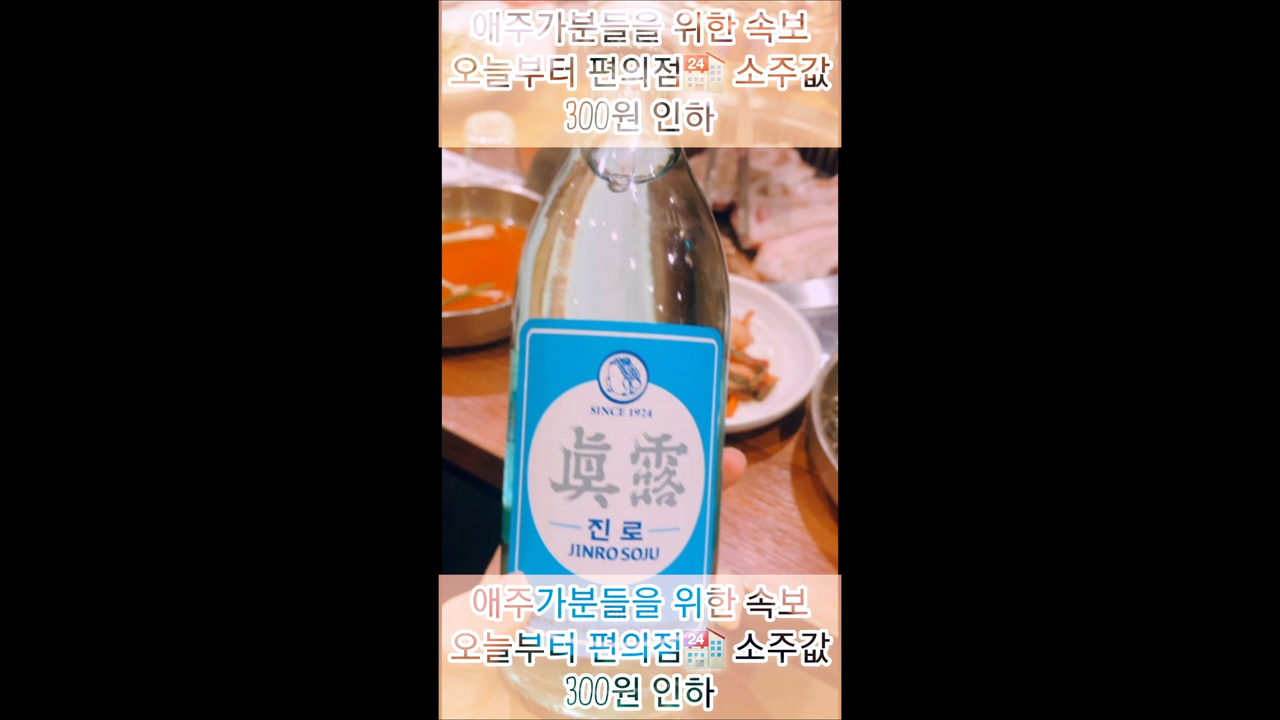 애주가분들을 위한 속보
오늘부터 편의점🏪 소주값
300원 인하
SINCE 1924
眞露
진로
JINRO SOJU
애주가분들을 위한 속보
오늘부터 편의점🏪 소주값
300원 인하